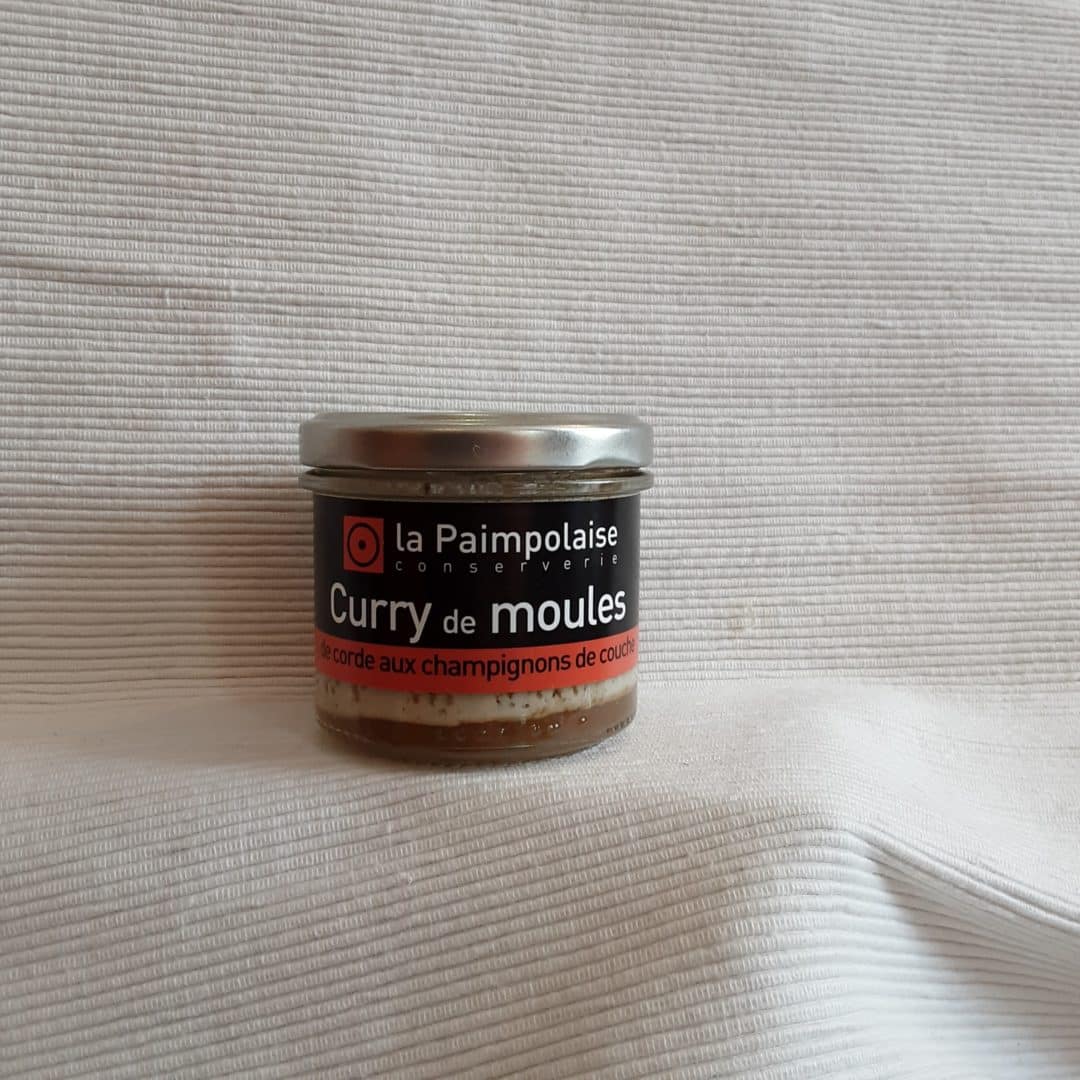 la Paimpolaise
conserverie
Curry de moules
de corde aux champignons de couche